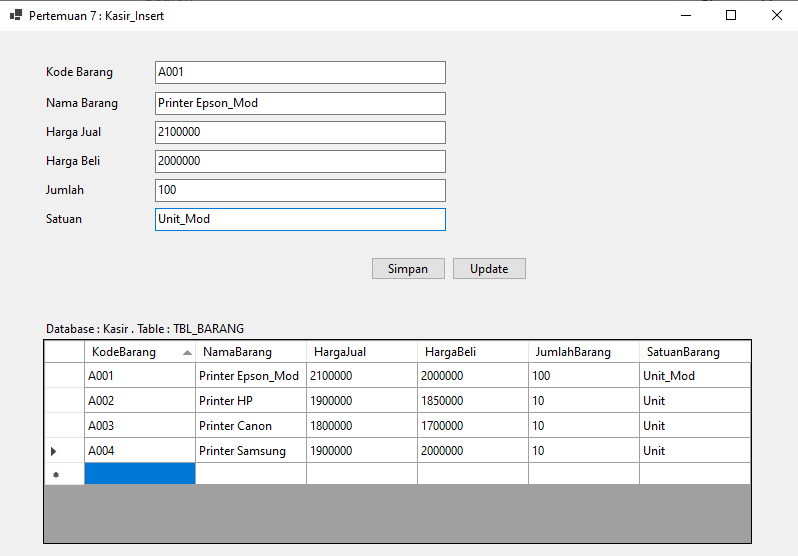 Pertemuan 7 : Kasir_Insert
Kode Barang A001
Nama Barang Printer Epson_Mod
Harga Jual 2100000
Harga Beli 2000000
Jumlah 100
Satuan Unit_Mod
Simpan Update
Database : Kasir . Table : TBL_BARANG
KodeBarang NamaBarang HargaJual HargaBeli JumlahBarang SatuanBarang
A001 Printer Epson_Mod 2100000 2000000 100 Unit_Mod
A002 Printer HP 1900000 1850000 10 Unit
A003 Printer Canon 1800000 1700000 10 Unit
A004 Printer Samsung 1900000 2000000 10 Unit